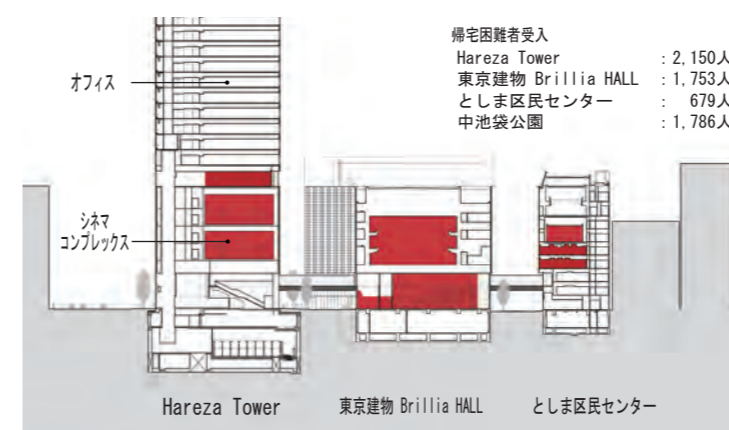 帰宅困難者受入
Hareza Tower : 2,150人
東京建物 Brillia HALL : 1,753人
としま区民センター : 679人
中池袋公園 : 1,786人
オフィス
シネマ
コンプレックス
Hareza Tower
東京建物 Brillia HALL
としま区民センター